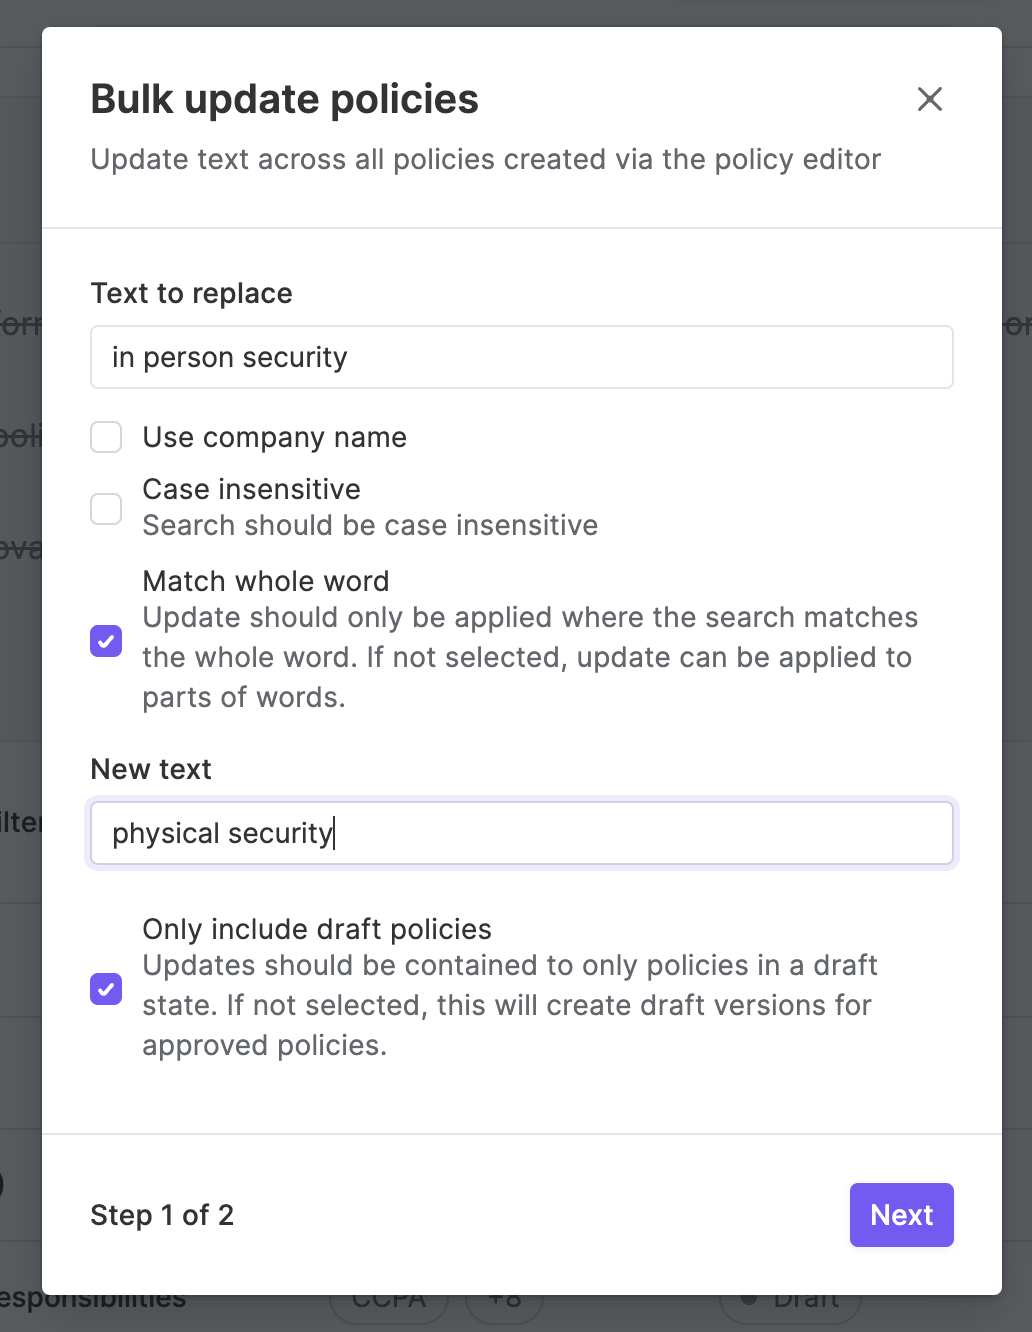 Bulk update policies
Update text across all policies created via the policy editor
Text to replace
in person security
Use company name
Case insensitive
Search should be case insensitive
Match whole word
Update should only be applied where the search matches
the whole word. If not selected, update can be applied to
parts of words.
New text
physical security
Only include draft policies
Updates should be contained to only policies in a draft
state. If not selected, this will create draft versions for
approved policies.
Step 1 of 2
Next
CCPA
+8
Draft